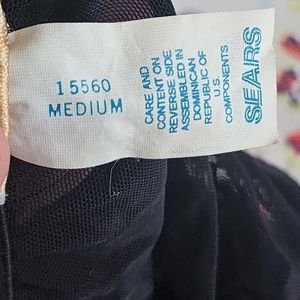 15560
MEDIUM
CARE AND
CONTENT ON
REVERSE SIDE
ASSEMBLED IN
DOMINICAN
REPUBLIC OF
U.S.
COMPONENTS
SEARS